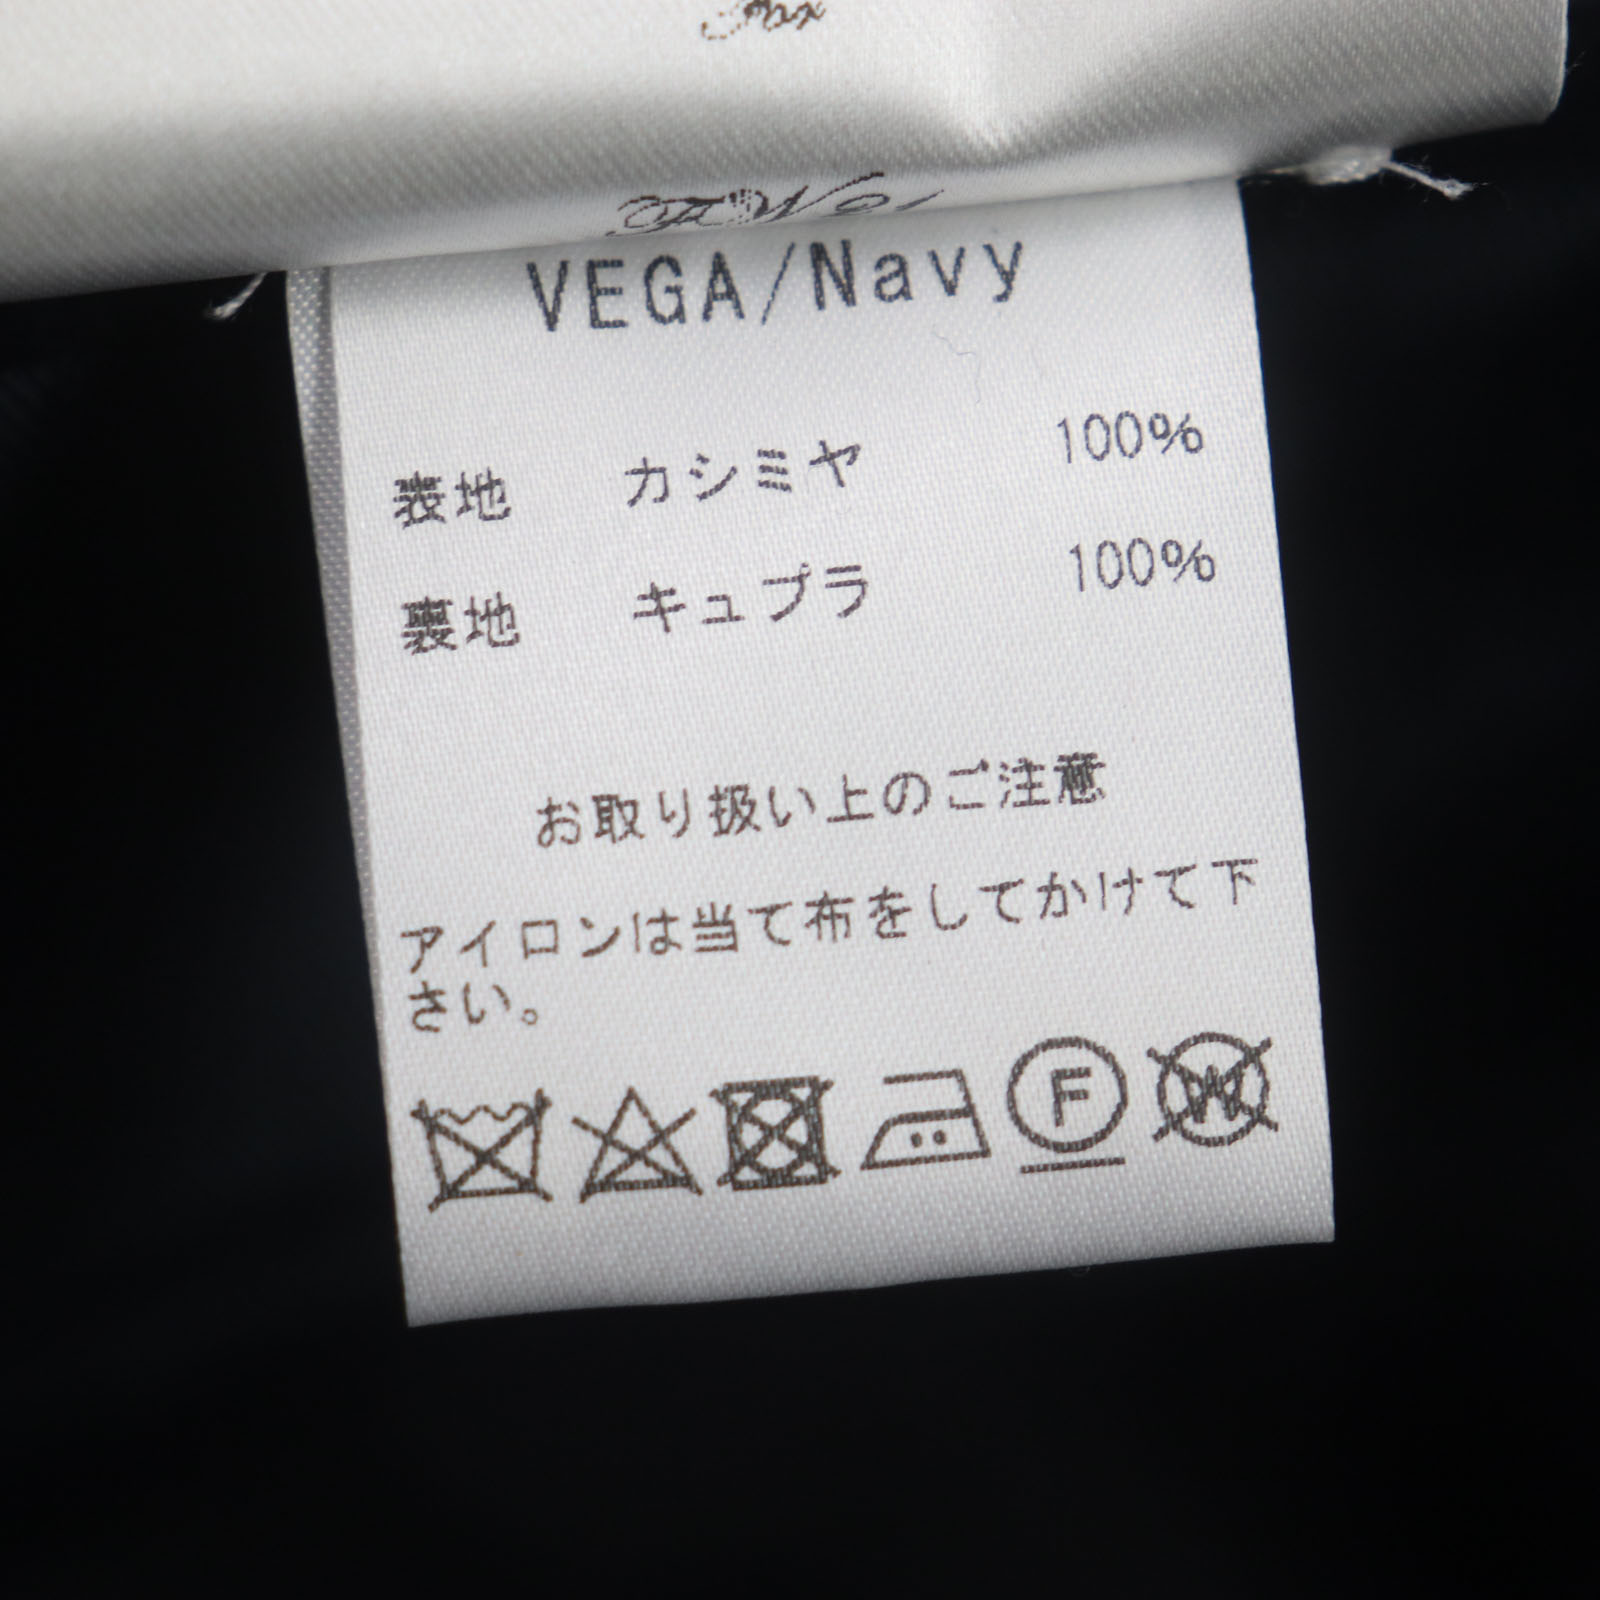 VEGA/Navy
表地 カシミヤ 100%
裏地 キュプラ 100%
お取り扱い上のご注意
アイロンは当て布をしてかけて下
さい。
F W